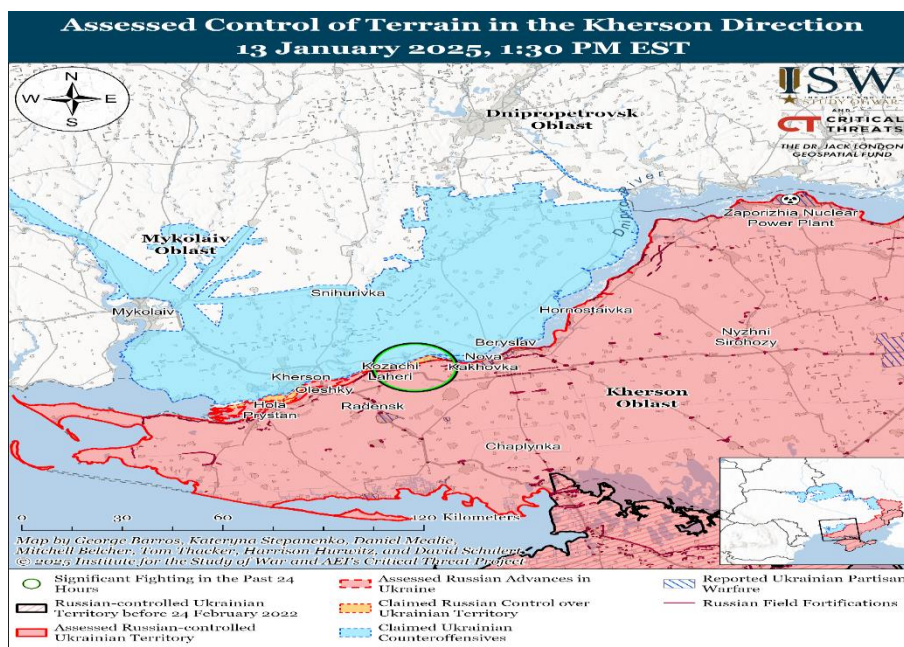 Assessed Control of Terrain in the Kherson Direction
13 January 2025, 1:30 PM EST
N
W E
S
ISW
STUDY OF WAR
AND
CT CRITICAL
THREATS
THE DR. JACK LONDON
GEOSPATIAL FUND
Dnipropetrovsk
Oblast
Dnipro River
Zaporizhia Nuclear
Power Plant
Mykolaiv
Oblast
Snihurivka
Mykolaiv
Hornostaivka
Beryslav
Nyzhni
Sirohozy
Nova
Kakhovka
Kozachi
Laheri
Kherson
Oleshky
Hola
Prystan
Radensk
Kherson
Oblast
Chaplynka
0 30 60 120 Kilometers
Map by George Barros, Kateryna Stepanenko, Daniel Mealie,
Mitchell Belcher, Tom Thacker, Harrison Hurwitz, and David Schulert
© 2025 Institute for the Study of War and AEI's Critical Threat Project
Significant Fighting in the Past 24
Hours
Russian-controlled Ukrainian
Territory before 24 February 2022
Assessed Russian-controlled
Ukrainian Territory
Assessed Russian Advances in
Ukraine
Claimed Russian Control over
Ukrainian Territory
Claimed Ukrainian
Counteroffensives
Reported Ukrainian Partisan
Warfare
Russian Field Fortifications